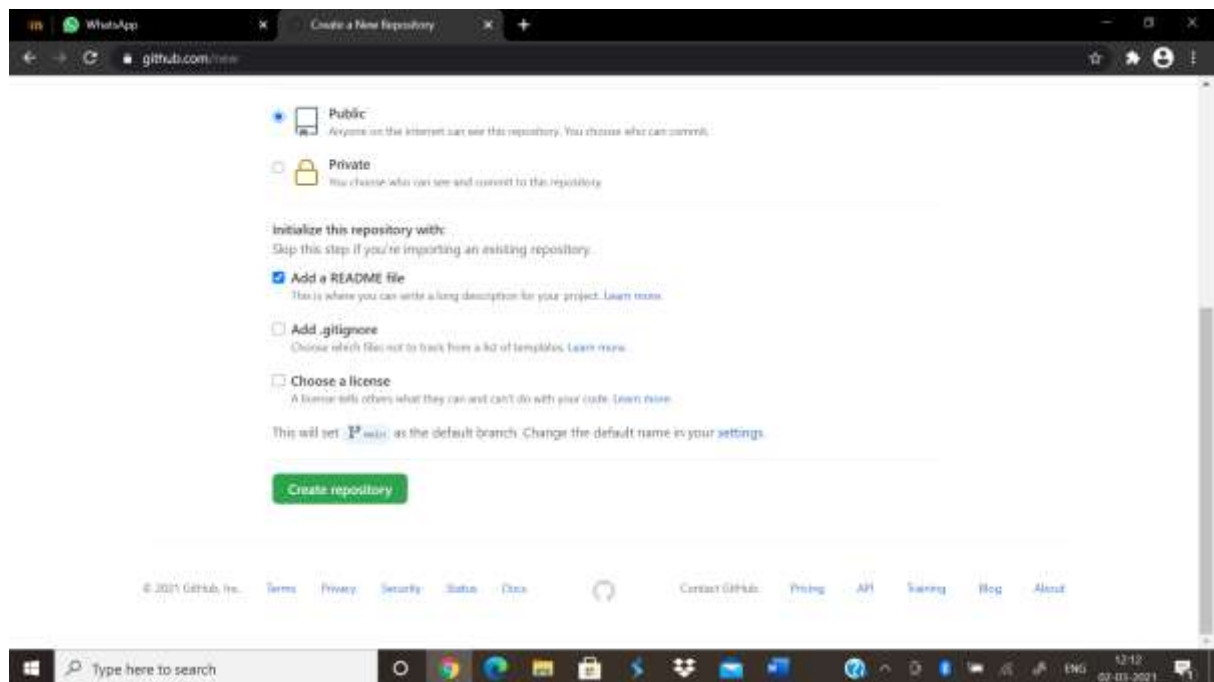 WhatsApp
Create a New Repository
github.com/new
Public
Anyone on the internet can see this repository. You choose who can commit.
Private
You choose who can see and commit to this repository.
Initialize this repository with:
Skip this step if you're importing an existing repository.
Add a README file
This is where you can write a long description for your project. Learn more.
Add .gitignore
Choose which files not to track from a list of templates. Learn more.
Choose a license
A license tells others what they can and can't do with your code. Learn more.
This will set main as the default branch. Change the default name in your settings.
Create repository
© 2021 GitHub, Inc. Terms Privacy Security Status Docs Contact GitHub Pricing API Training Blog About
Type here to search
ENG
12:12
02-03-2021